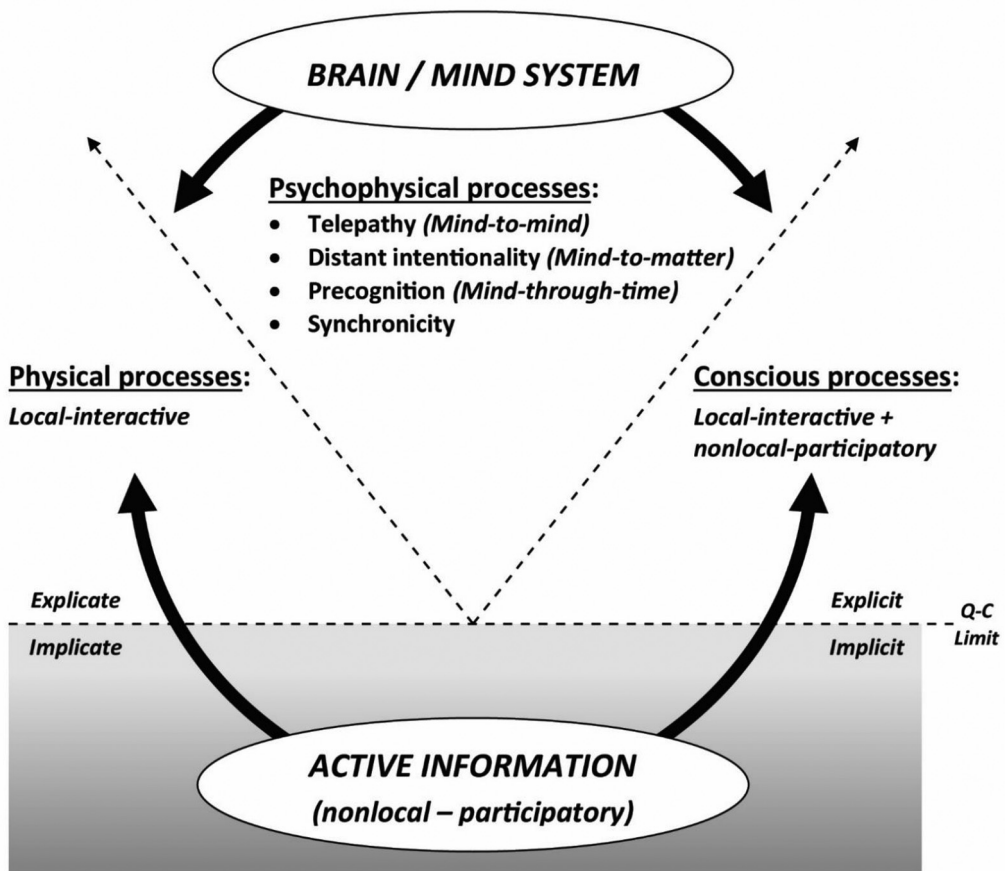 BRAIN / MIND SYSTEM
Psychophysical processes:
• Telepathy (Mind-to-mind)
• Distant intentionality (Mind-to-matter)
• Precognition (Mind-through-time)
• Synchronicity
Physical processes:
Local-interactive
Conscious processes:
Local-interactive +
nonlocal-participatory
Explicate
Implicate
Explicit
Implicit
Q-C
Limit
ACTIVE INFORMATION
(nonlocal – participatory)